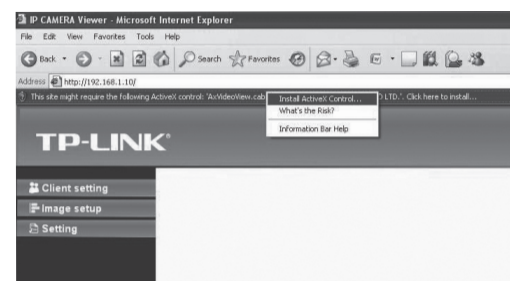 IP CAMERA Viewer - Microsoft Internet Explorer
File Edit View Favorites Tools Help
Back Search Favorites
Address http://192.168.1.10/
This site might require the following ActiveX control: 'AxVideoView.cab LTD.'. Click here to install...
Install ActiveX Control...
What's the Risk?
Information Bar Help
TP-LINK®
Client setting
Image setup
Setting